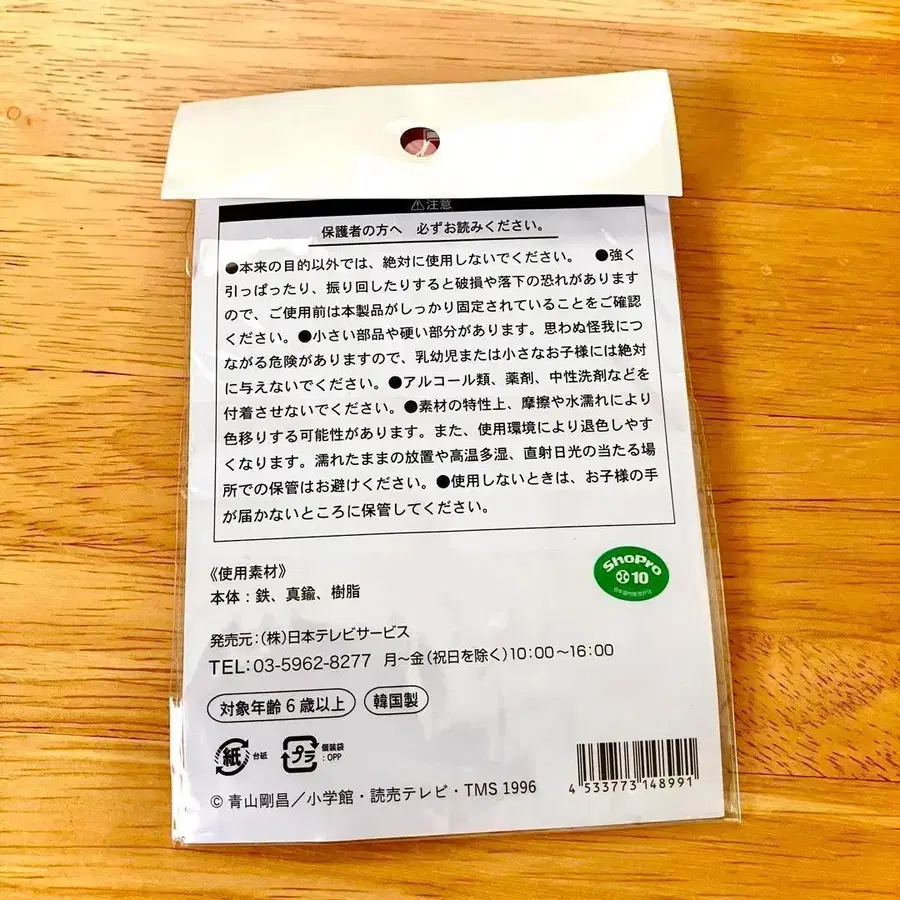 ⚠注意
保護者の方へ 必ずお読みください。
●本来の目的以外では、絶対に使用しないでください。 ●強く
引っぱったり、振り回したりすると破損や落下の恐れがあります
ので、ご使用前は本製品がしっかり固定されていることをご確認
ください。●小さい部品や硬い部分があります。思わぬ怪我につ
ながる危険がありますので、乳幼児または小さなお子様には絶対
に与えないでください。●アルコール類、薬剤、中性洗剤などを
付着させないでください。●素材の特性上、摩擦や水濡れにより
色移りする可能性があります。また、使用環境により退色しやす
くなります。濡れたままの放置や高温多湿、直射日光の当たる場
所での保管はお避けください。●使用しないときは、お子様の手
が届かないところに保管してください。
ShoPro
10
日本国内販売許可
《使用素材》
本体：鉄、真鍮、樹脂
発売元：(株)日本テレビサービス
TEL：03-5962-8277 月～金(祝日を除く)10：00～16：00
対象年齢6歳以上 韓国製
紙 台紙 プラ 個装袋
：OPP
4 533773 148991
© 青山剛昌／小学館・読売テレビ・TMS 1996